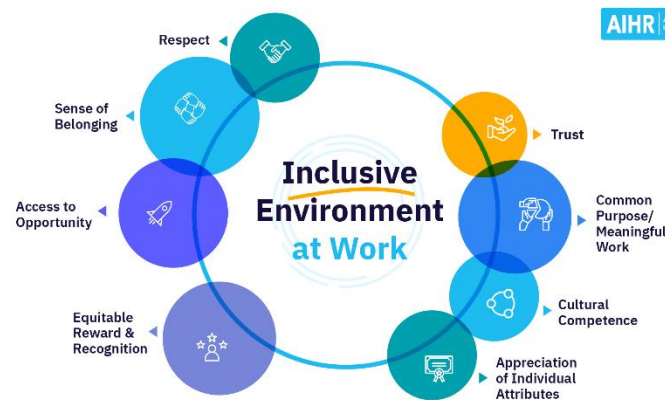 AIHR
Respect
Sense of
Belonging
Access to
Opportunity
Equitable
Reward &
Recognition
Inclusive
Environment
at Work
Trust
Common
Purpose/
Meaningful
Work
Cultural
Competence
Appreciation
of Individual
Attributes